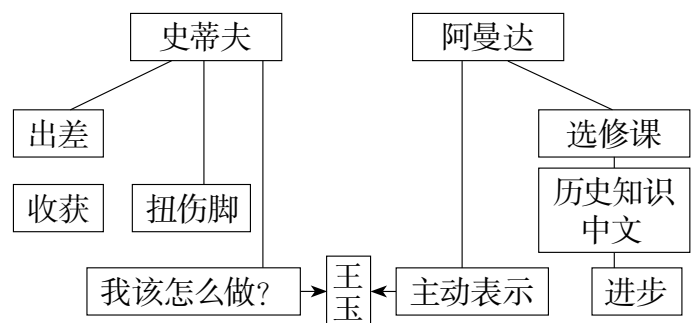 史蒂夫
阿曼达
出差
选修课
收获
扭伤脚
历史知识
中文
我该怎么做?
王
玉
主动表示
进步